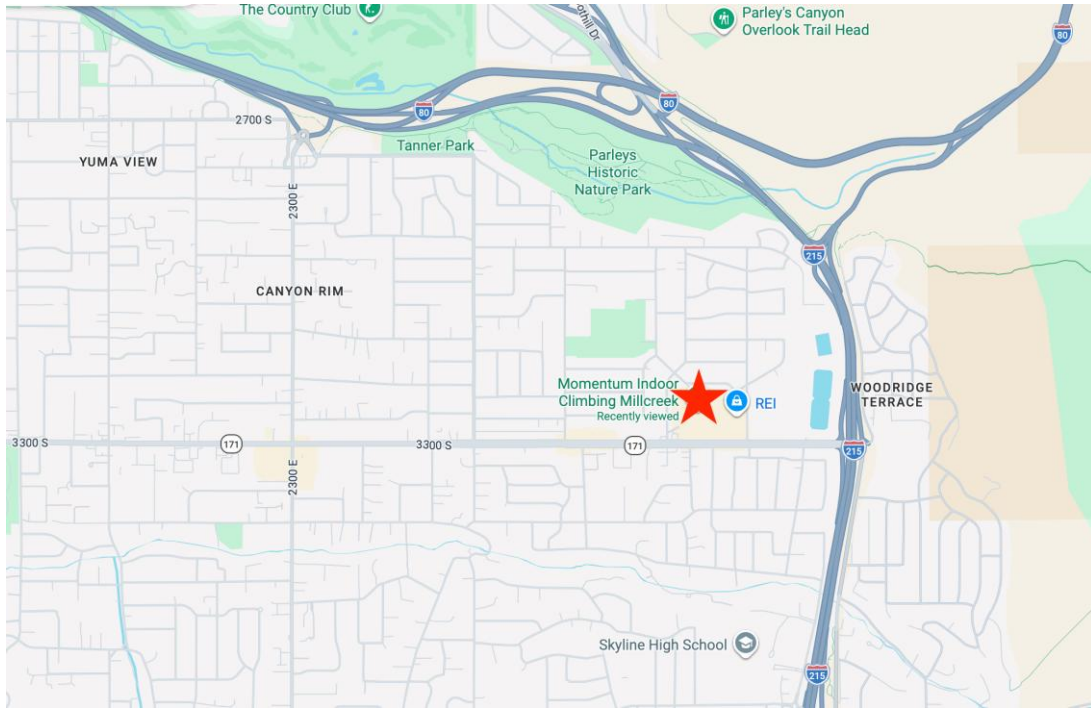 The Country Club
Parley's Canyon
Overlook Trail Head
80
80
80
2700 S
Tanner Park
YUMA VIEW
Parleys
Historic
Nature Park
2300 E
215
CANYON RIM
Momentum Indoor
Climbing Millcreek
Recently viewed
REI
WOODRIDGE
TERRACE
3300 S
171
3300 S
171
215
2300 E
Skyline High School
215